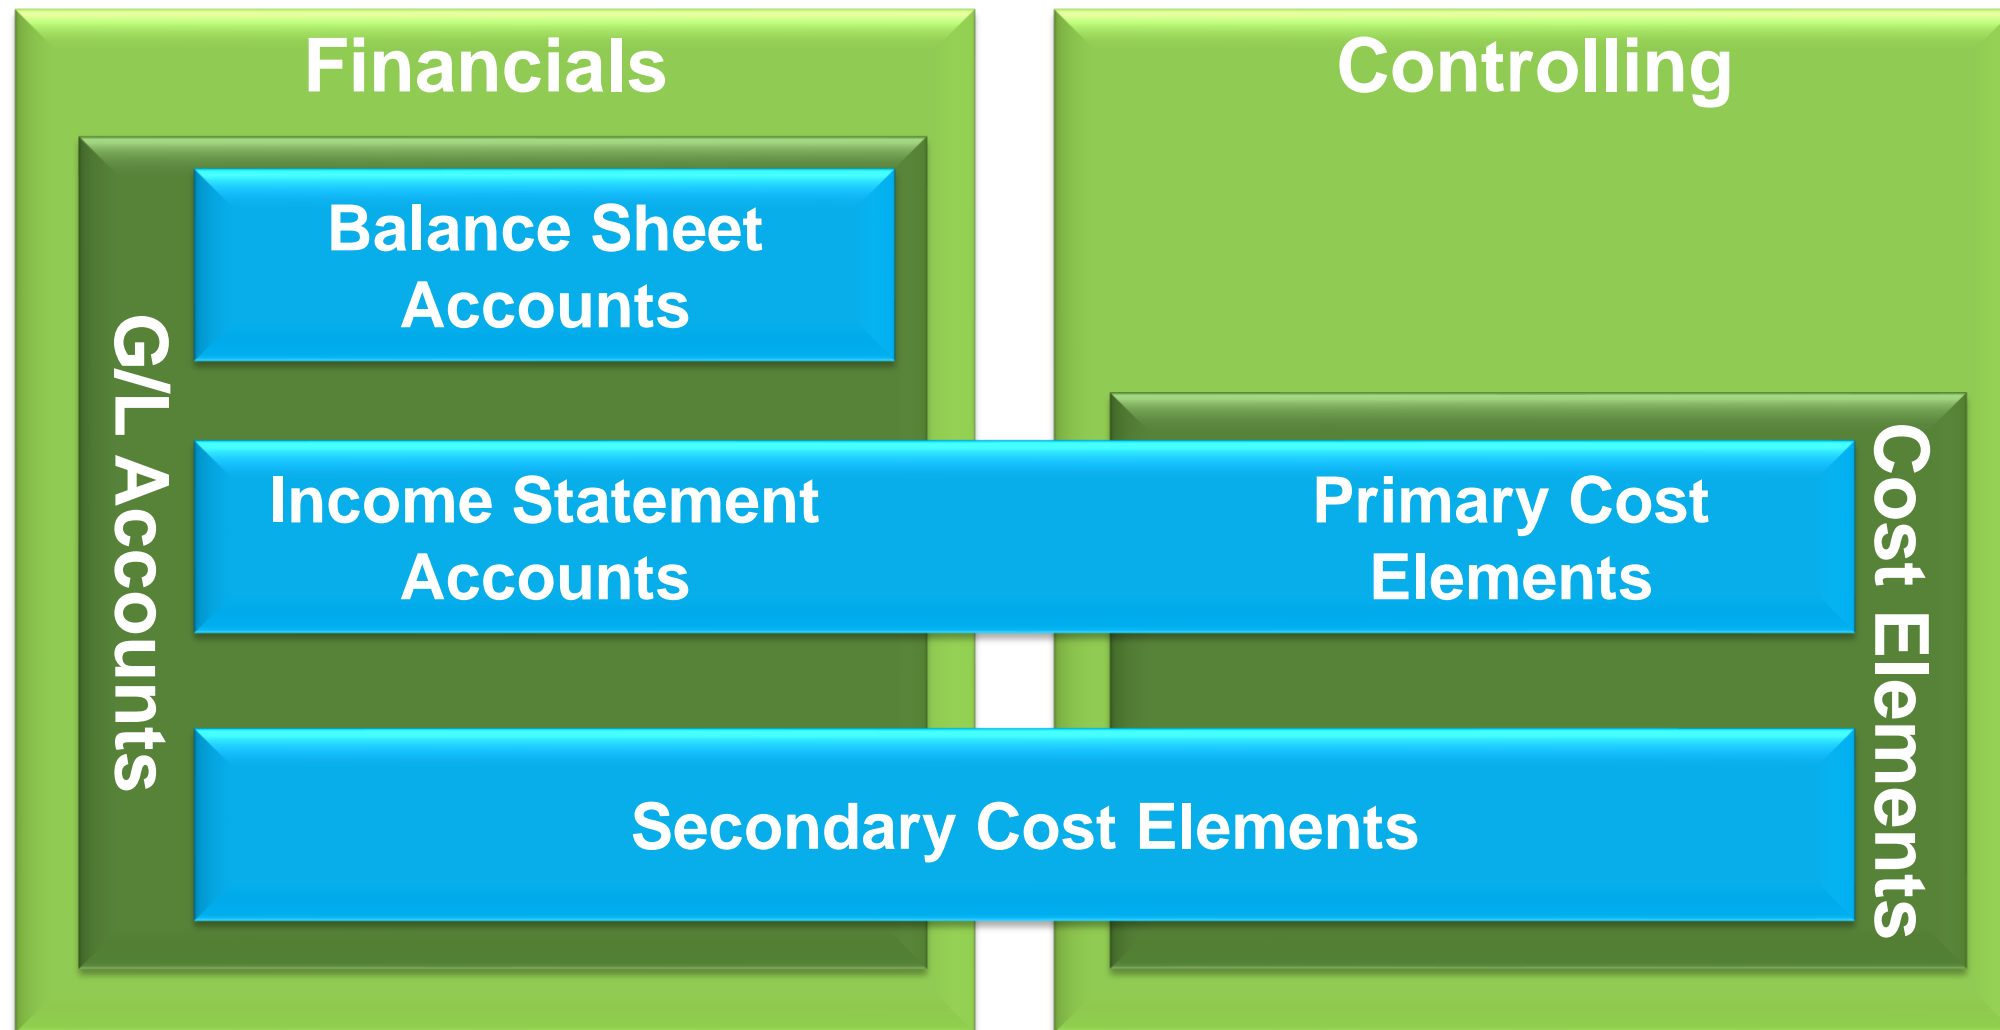 Financials
Controlling
Balance Sheet
Accounts
G/L Accounts
Income Statement
Accounts
Primary Cost
Elements
Cost Elements
Secondary Cost Elements